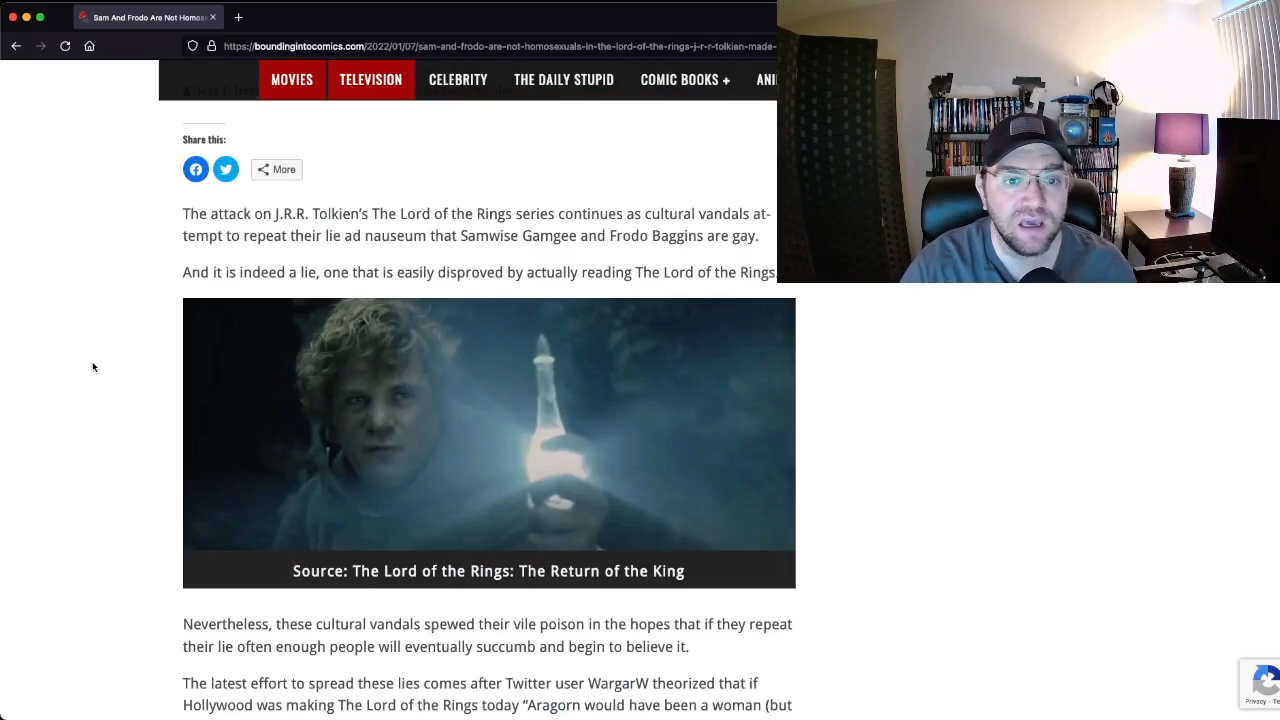 Sam And Frodo Are Not Homose
https://boundingintocomics.com/2022/01/07/sam-and-frodo-are-not-homosexuals-in-the-lord-of-the-rings-j-r-r-tolkien-made-
MOVIES TELEVISION CELEBRITY THE DAILY STUPID COMIC BOOKS + ANI
Share this:
More
The attack on J.R.R. Tolkien’s The Lord of the Rings series continues as cultural vandals at-
tempt to repeat their lie ad nauseum that Samwise Gamgee and Frodo Baggins are gay.
And it is indeed a lie, one that is easily disproved by actually reading The Lord of the Rings.
Source: The Lord of the Rings: The Return of the King
Nevertheless, these cultural vandals spewed their vile poison in the hopes that if they repeat
their lie often enough people will eventually succumb and begin to believe it.
The latest effort to spread these lies comes after Twitter user WargarW theorized that if
Hollywood was making The Lord of the Rings today “Aragorn would have been a woman (but
Privacy - Te